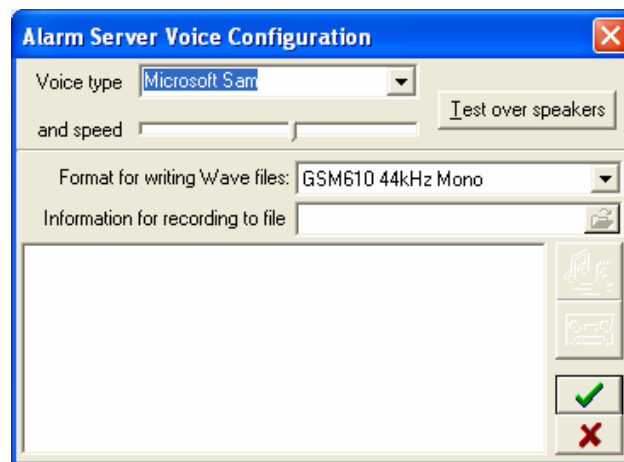 Alarm Server Voice Configuration
Voice type Microsoft Sam
Test over speakers
and speed
Format for writing Wave files: GSM610 44kHz Mono
Information for recording to file